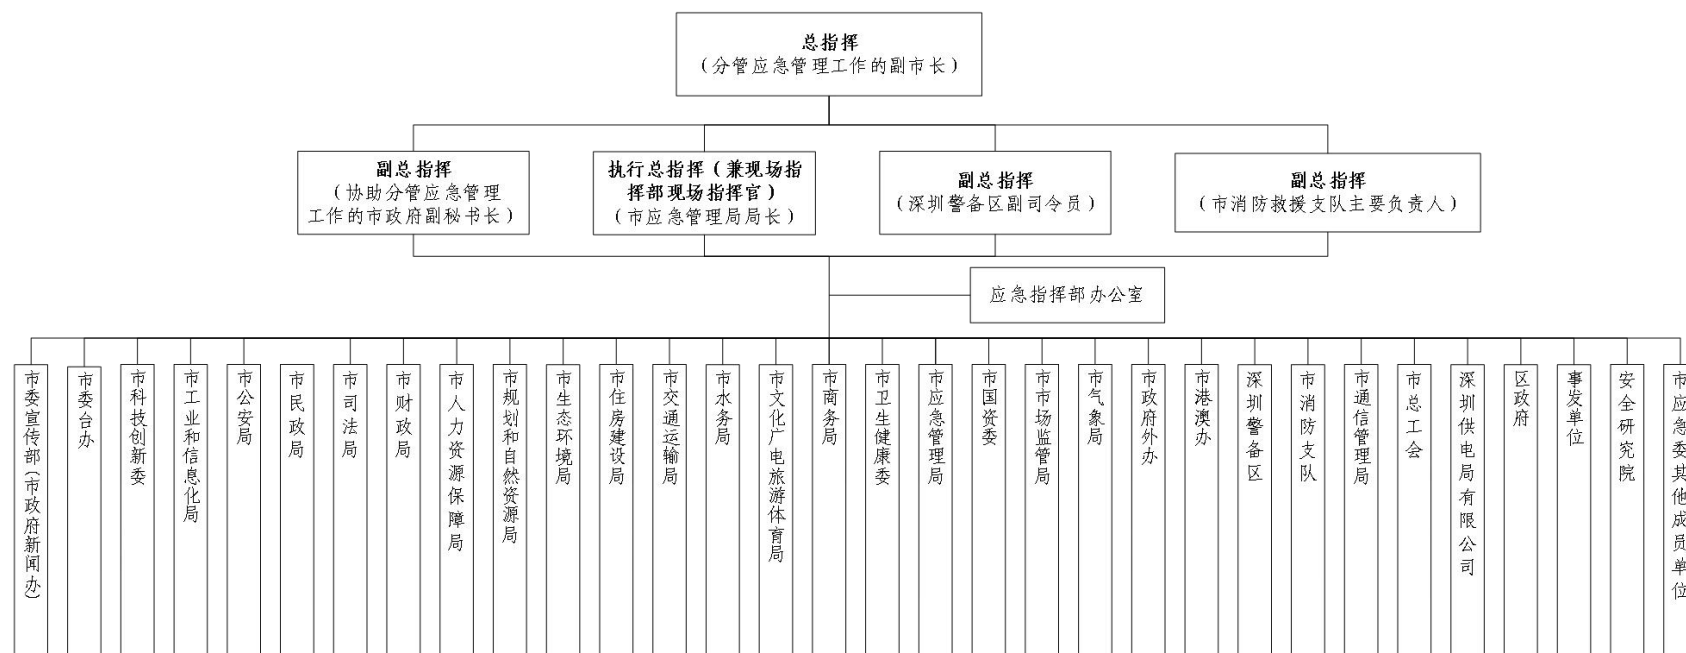 总指挥
(分管应急管理工作的副市长)
副总指挥
(协助分管应急管理
工作的市政府副秘书长)
执行总指挥(兼现场指
挥部现场指挥官)
(市应急管理局局长)
副总指挥
(深圳警备区副司令员)
副总指挥
(市消防救援支队主要负责人)
应急指挥部办公室
市委宣传部(市政府新闻办)
市委台办
市科技创新委
市工业和信息化局
市公安局
市民政局
市司法局
市财政局
市人力资源保障局
市规划和自然资源局
市生态环境局
市住房建设局
市交通运输局
市水务局
市文化广电旅游体育局
市商务局
市卫生健康委
市应急管理局
市国资委
市市场监管局
市气象局
市政府外办
市港澳办
深圳警备区
市消防支队
市通信管理局
市总工会
深圳供电局有限公司
区政府
事发单位
安全研究院
市应急委其他成员单位